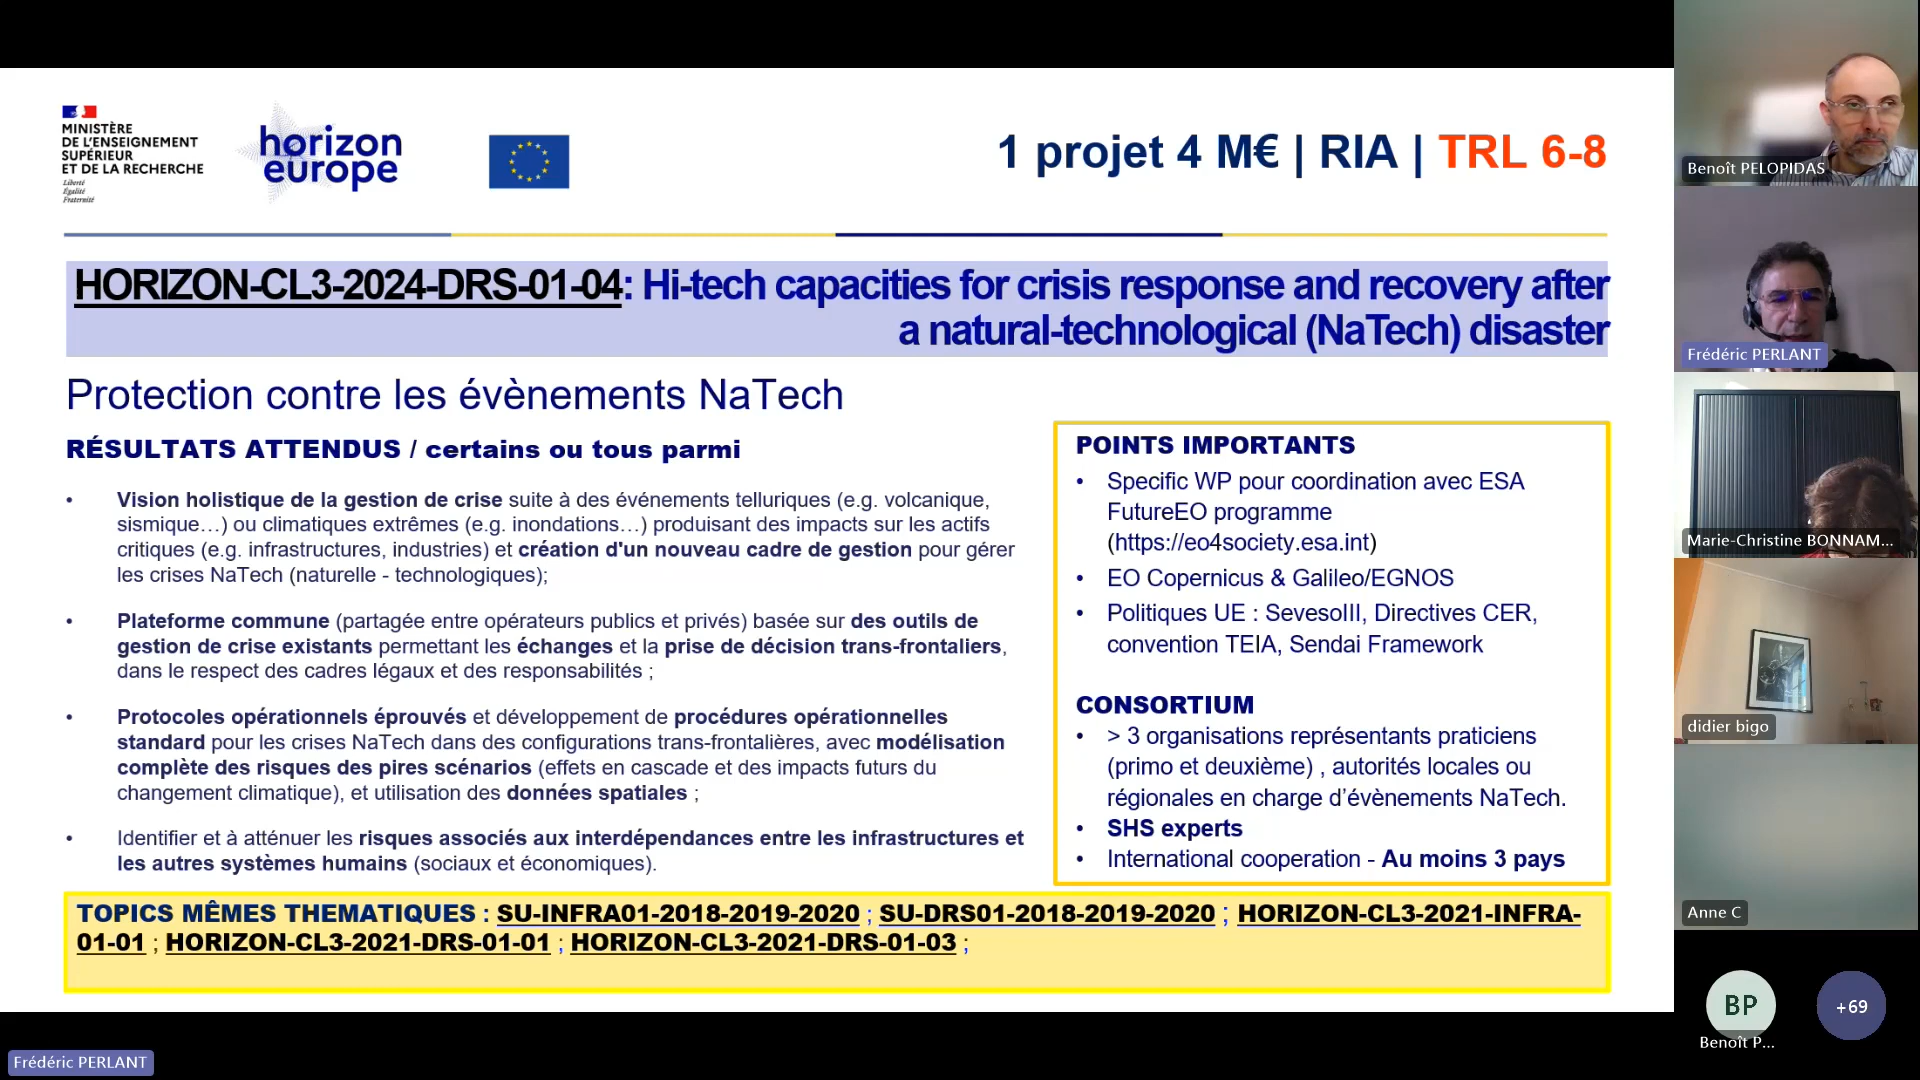 MINISTÈRE
DE L'ENSEIGNEMENT
SUPÉRIEUR
ET DE LA RECHERCHE
Liberté
Égalité
Fraternité
horizon
europe
1 projet 4 M€ | RIA | TRL 6-8
HORIZON-CL3-2024-DRS-01-04: Hi-tech capacities for crisis response and recovery after
a natural-technological (NaTech) disaster
Protection contre les évènements NaTech
RÉSULTATS ATTENDUS / certains ou tous parmi
• Vision holistique de la gestion de crise suite à des événements telluriques (e.g. volcanique,
sismique…) ou climatiques extrêmes (e.g. inondations…) produisant des impacts sur les actifs
critiques (e.g. infrastructures, industries) et création d'un nouveau cadre de gestion pour gérer
les crises NaTech (naturelle - technologiques);
• Plateforme commune (partagée entre opérateurs publics et privés) basée sur des outils de
gestion de crise existants permettant les échanges et la prise de décision trans-frontaliers,
dans le respect des cadres légaux et des responsabilités ;
• Protocoles opérationnels éprouvés et développement de procédures opérationnelles
standard pour les crises NaTech dans des configurations trans-frontalières, avec modélisation
complète des risques des pires scénarios (effets en cascade et des impacts futurs du
changement climatique), et utilisation des données spatiales ;
• Identifier et à atténuer les risques associés aux interdépendances entre les infrastructures et
les autres systèmes humains (sociaux et économiques).
POINTS IMPORTANTS
• Specific WP pour coordination avec ESA
FutureEO programme
(https://eo4society.esa.int)
• EO Copernicus & Galileo/EGNOS
• Politiques UE : SevesoIII, Directives CER,
convention TEIA, Sendai Framework
CONSORTIUM
• > 3 organisations représentants praticiens
(primo et deuxième) , autorités locales ou
régionales en charge d'évènements NaTech.
• SHS experts
• International cooperation - Au moins 3 pays
TOPICS MÊMES THEMATIQUES : SU-INFRA01-2018-2019-2020 ; SU-DRS01-2018-2019-2020 ; HORIZON-CL3-2021-INFRA-
01-01 ; HORIZON-CL3-2021-DRS-01-01 ; HORIZON-CL3-2021-DRS-01-03 ;
Benoît PELOPIDAS
Frédéric PERLANT
Marie-Christine BONNAM...
didier bigo
Anne C
BP
Benoît P...
+69
Frédéric PERLANT